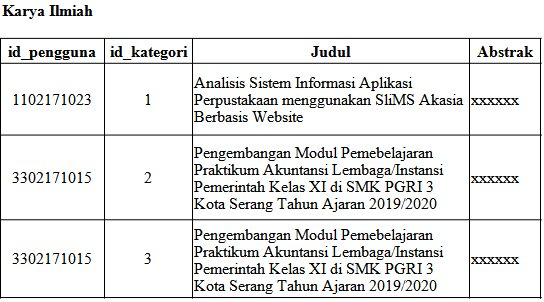 Karya Ilmiah
id_pengguna id_kategori Judul Abstrak
1102171023 1 Analisis Sistem Informasi Aplikasi
Perpustakaan menggunakan SliMS Akasia
Berbasis Website xxxxxx
3302171015 2 Pengembangan Modul Pemebelajaran
Praktikum Akuntansi Lembaga/Instansi
Pemerintah Kelas XI di SMK PGRI 3
Kota Serang Tahun Ajaran 2019/2020 xxxxxx
3302171015 3 Pengembangan Modul Pemebelajaran
Praktikum Akuntansi Lembaga/Instansi
Pemerintah Kelas XI di SMK PGRI 3
Kota Serang Tahun Ajaran 2019/2020 xxxxxx